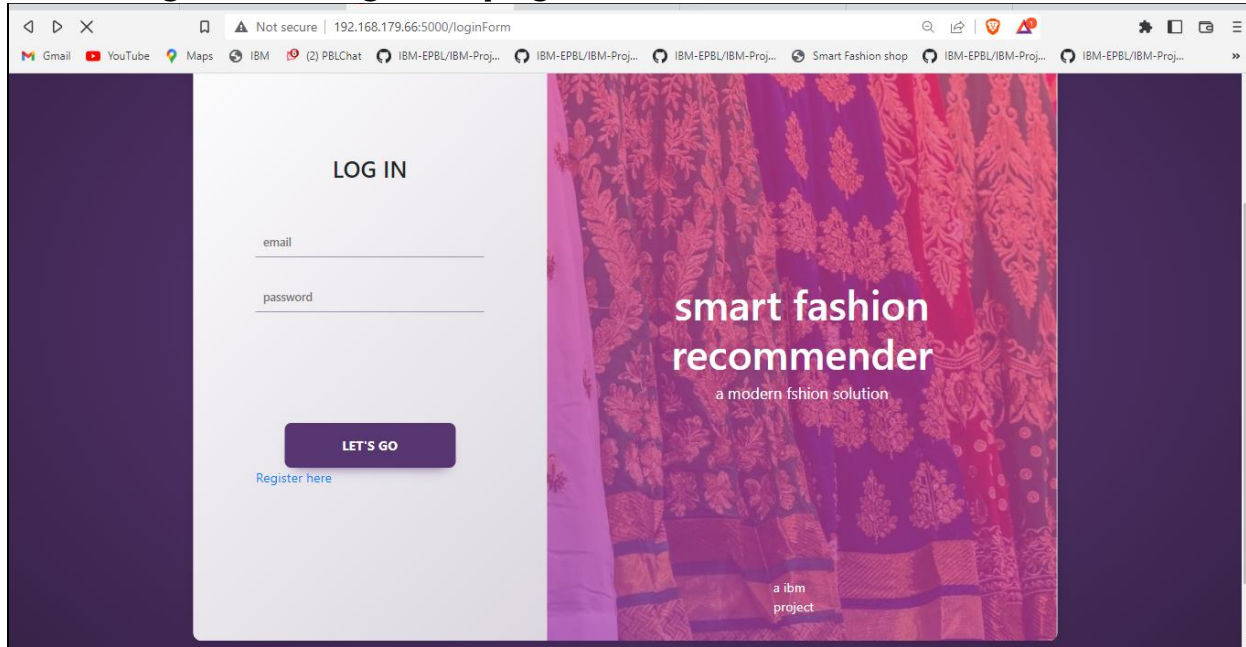 Not secure | 192.168.179.66:5000/loginForm
Gmail YouTube Maps IBM (2) PBLChat IBM-EPBL/IBM-Proj... IBM-EPBL/IBM-Proj... IBM-EPBL/IBM-Proj... Smart Fashion shop IBM-EPBL/IBM-Proj... IBM-EPBL/IBM-Proj... »
LOG IN
email
password
LET'S GO
Register here
smart fashion
recommender
a modern fshion solution
a ibm
project